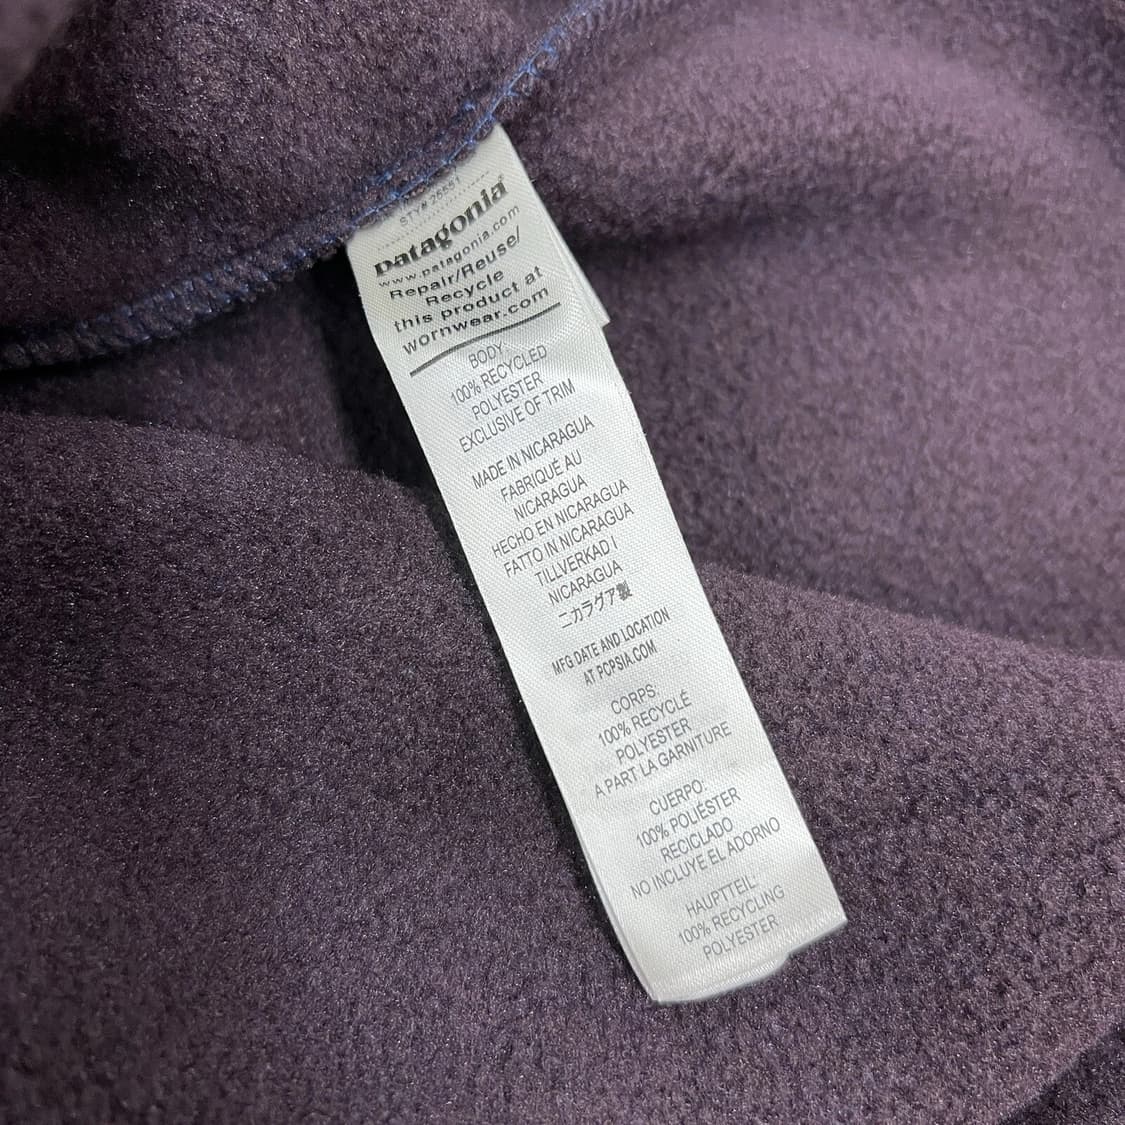 STY# 26551
patagonia®
www.patagonia.com
Repair/Reuse/
Recycle
this product at
wornwear.com
BODY:
100% RECYCLED
POLYESTER
EXCLUSIVE OF TRIM
MADE IN NICARAGUA
FABRIQUÉ AU
NICARAGUA
HECHO EN NICARAGUA
FATTO IN NICARAGUA
TILLVERKAD I
NICARAGUA
ニカラグア製
MFG DATE AND LOCATION
AT PCPSIA.COM
CORPS:
100% RECYCLÉ
POLYESTER
A PART LA GARNITURE
CUERPO:
100% POLIÉSTER
RECICLADO
NO INCLUYE EL ADORNO
HAUPTTEIL:
100% RECYCLING
POLYESTER